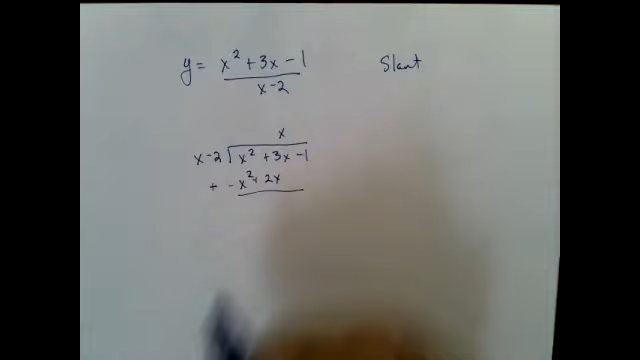 y = x² + 3x - 1 Slant
x - 2
x
x - 2 x² + 3x - 1
+ - x² + 2x